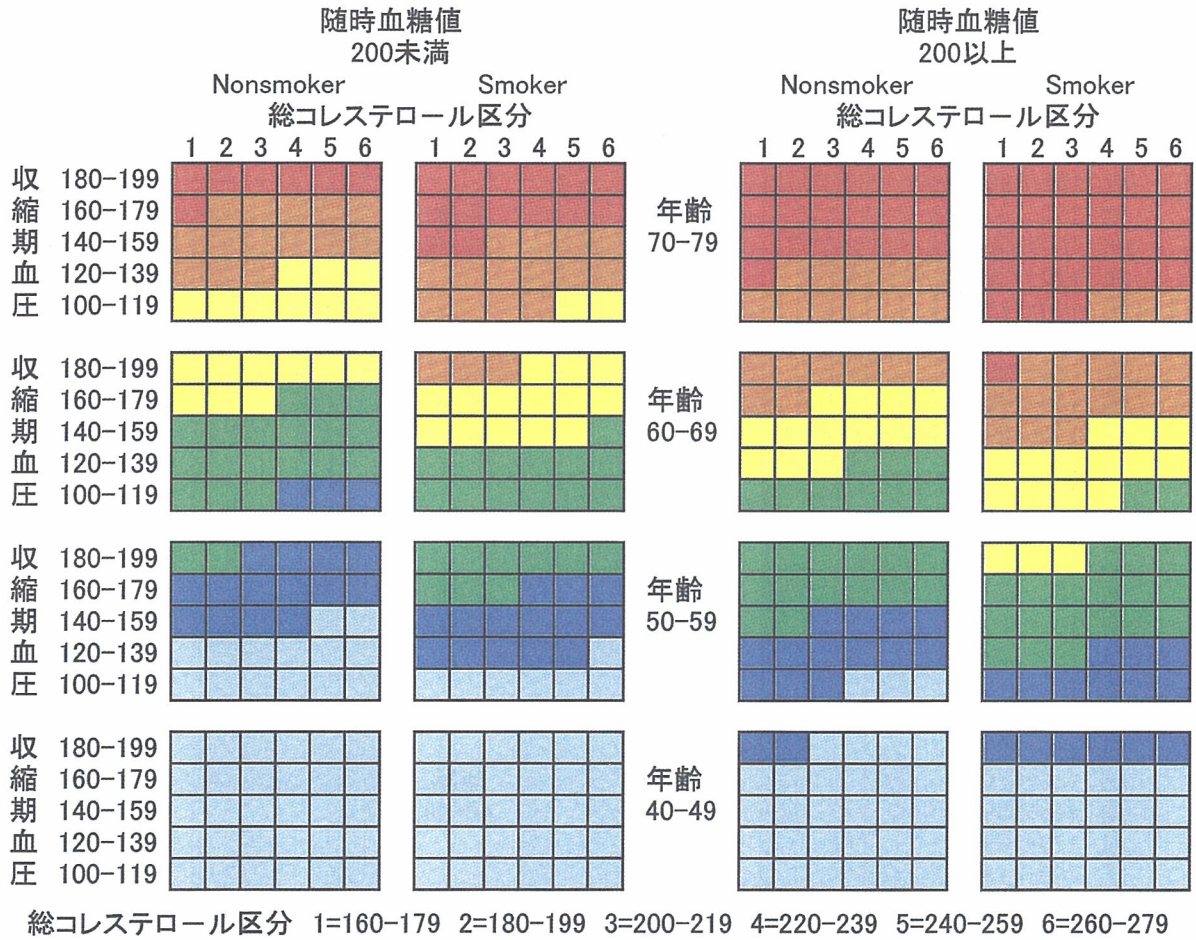 随時血糖値 随時血糖値
200未満 200以上
Nonsmoker Smoker Nonsmoker Smoker
総コレステロール区分 総コレステロール区分
1 2 3 4 5 6 1 2 3 4 5 6 1 2 3 4 5 6 1 2 3 4 5 6
収 180-199
縮 160-179 年齢
期 140-159 70-79
血 120-139
圧 100-119
収 180-199
縮 160-179 年齢
期 140-159 60-69
血 120-139
圧 100-119
収 180-199
縮 160-179 年齢
期 140-159 50-59
血 120-139
圧 100-119
収 180-199
縮 160-179 年齢
期 140-159 40-49
血 120-139
圧 100-119
総コレステロール区分 1=160-179 2=180-199 3=200-219 4=220-239 5=240-259 6=260-279